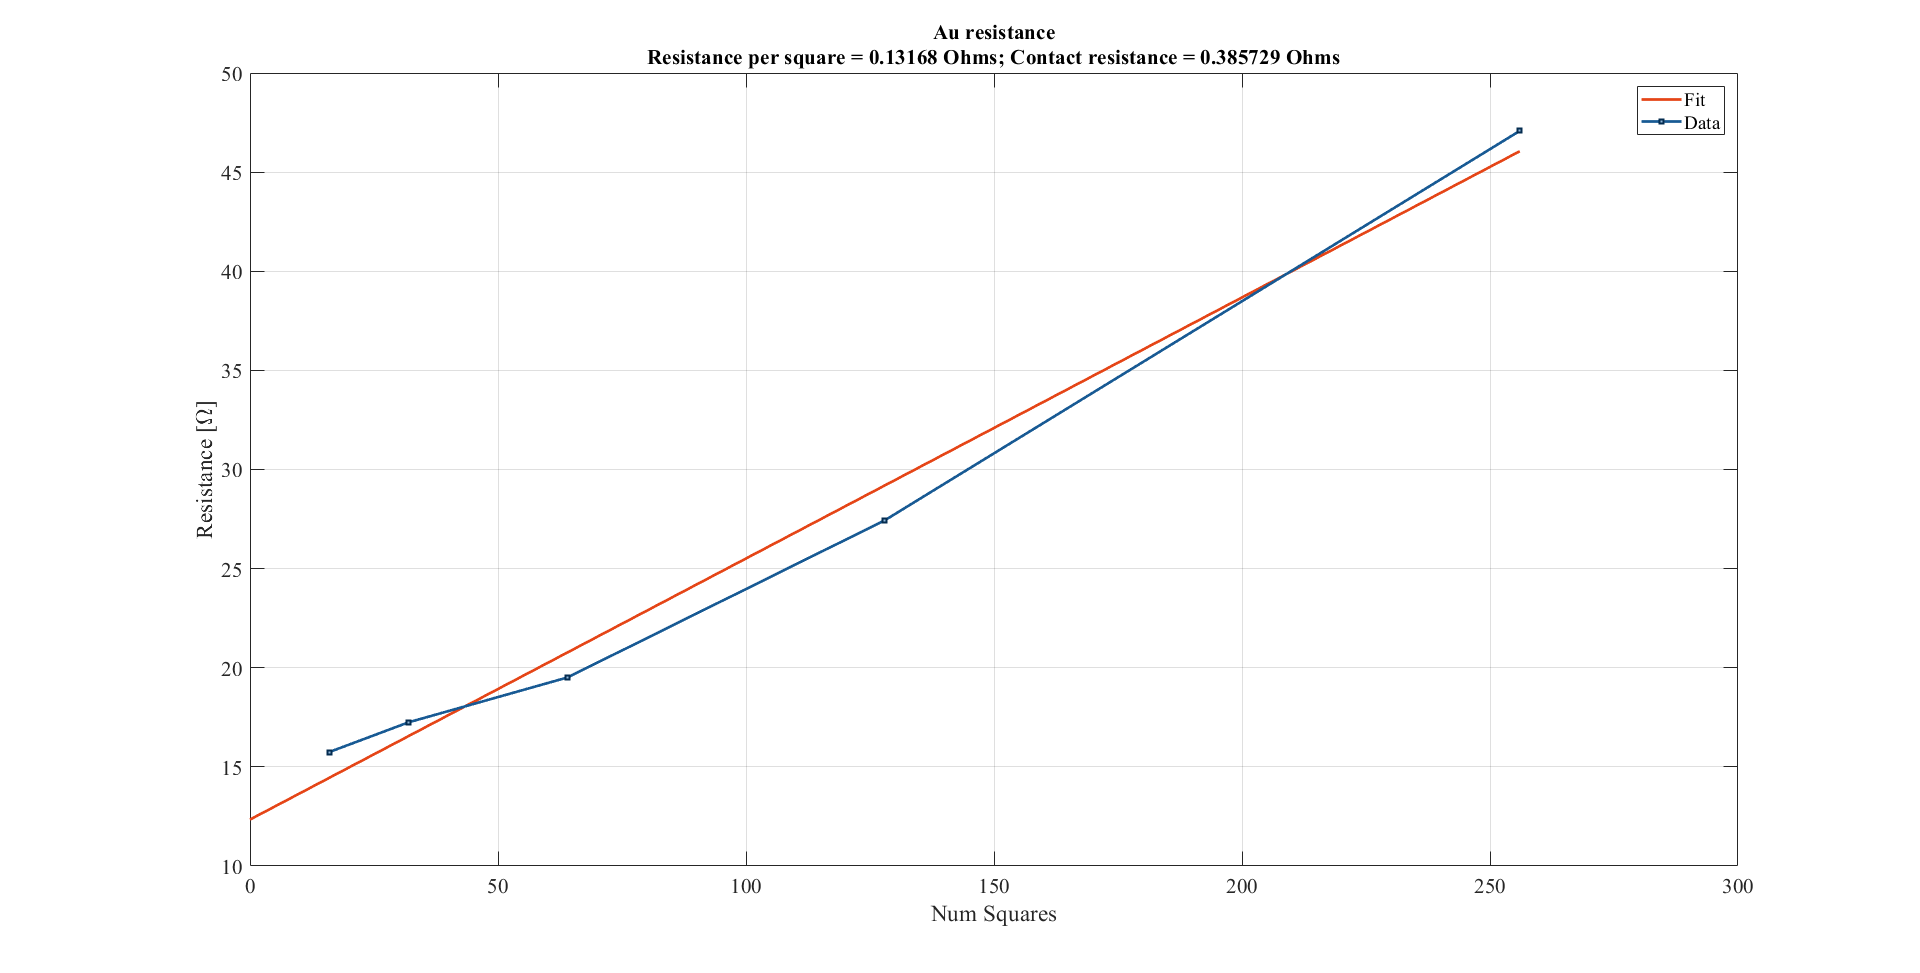 Au resistance
Resistance per square = 0.13168 Ohms; Contact resistance = 0.385729 Ohms
Fit
Data
50
45
40
35
30
25
20
15
10
Resistance [Ω]
0 50 100 150 200 250 300
Num Squares